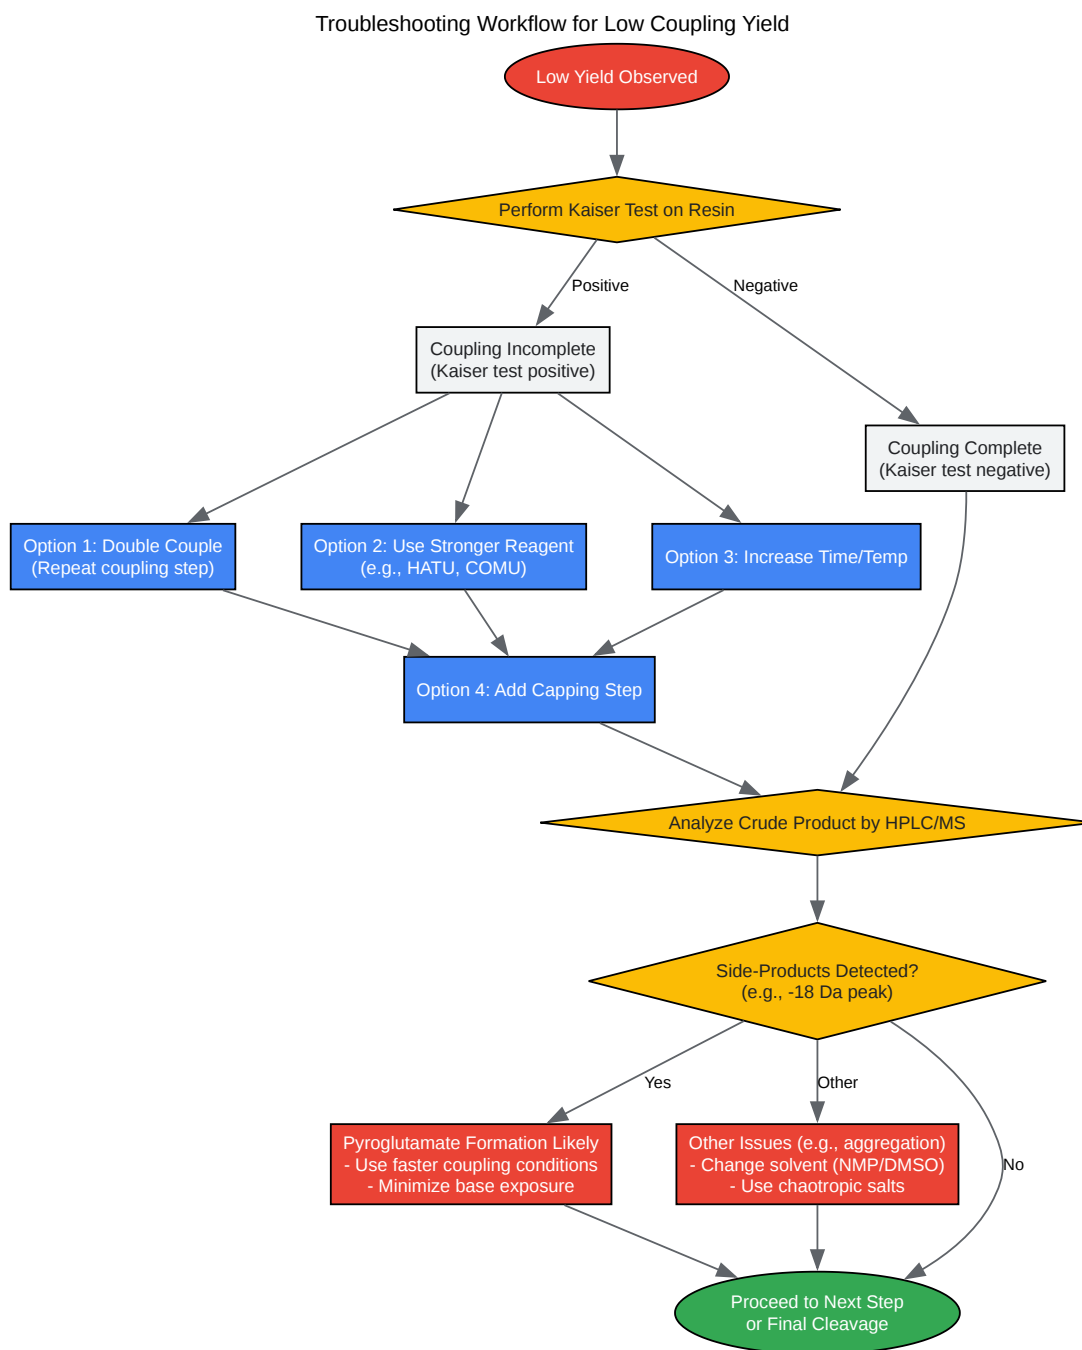 Troubleshooting Workflow for Low Coupling Yield
Low Yield Observed
Perform Kaiser Test on Resin
Positive
Negative
Coupling Incomplete
(Kaiser test positive)
Coupling Complete
(Kaiser test negative)
Option 1: Double Couple
(Repeat coupling step)
Option 2: Use Stronger Reagent
(e.g., HATU, COMU)
Option 3: Increase Time/Temp
Option 4: Add Capping Step
Analyze Crude Product by HPLC/MS
Side-Products Detected?
(e.g., -18 Da peak)
Yes
Other
No
Pyroglutamate Formation Likely
- Use faster coupling conditions
- Minimize base exposure
Other Issues (e.g., aggregation)
- Change solvent (NMP/DMSO)
- Use chaotropic salts
Proceed to Next Step
or Final Cleavage